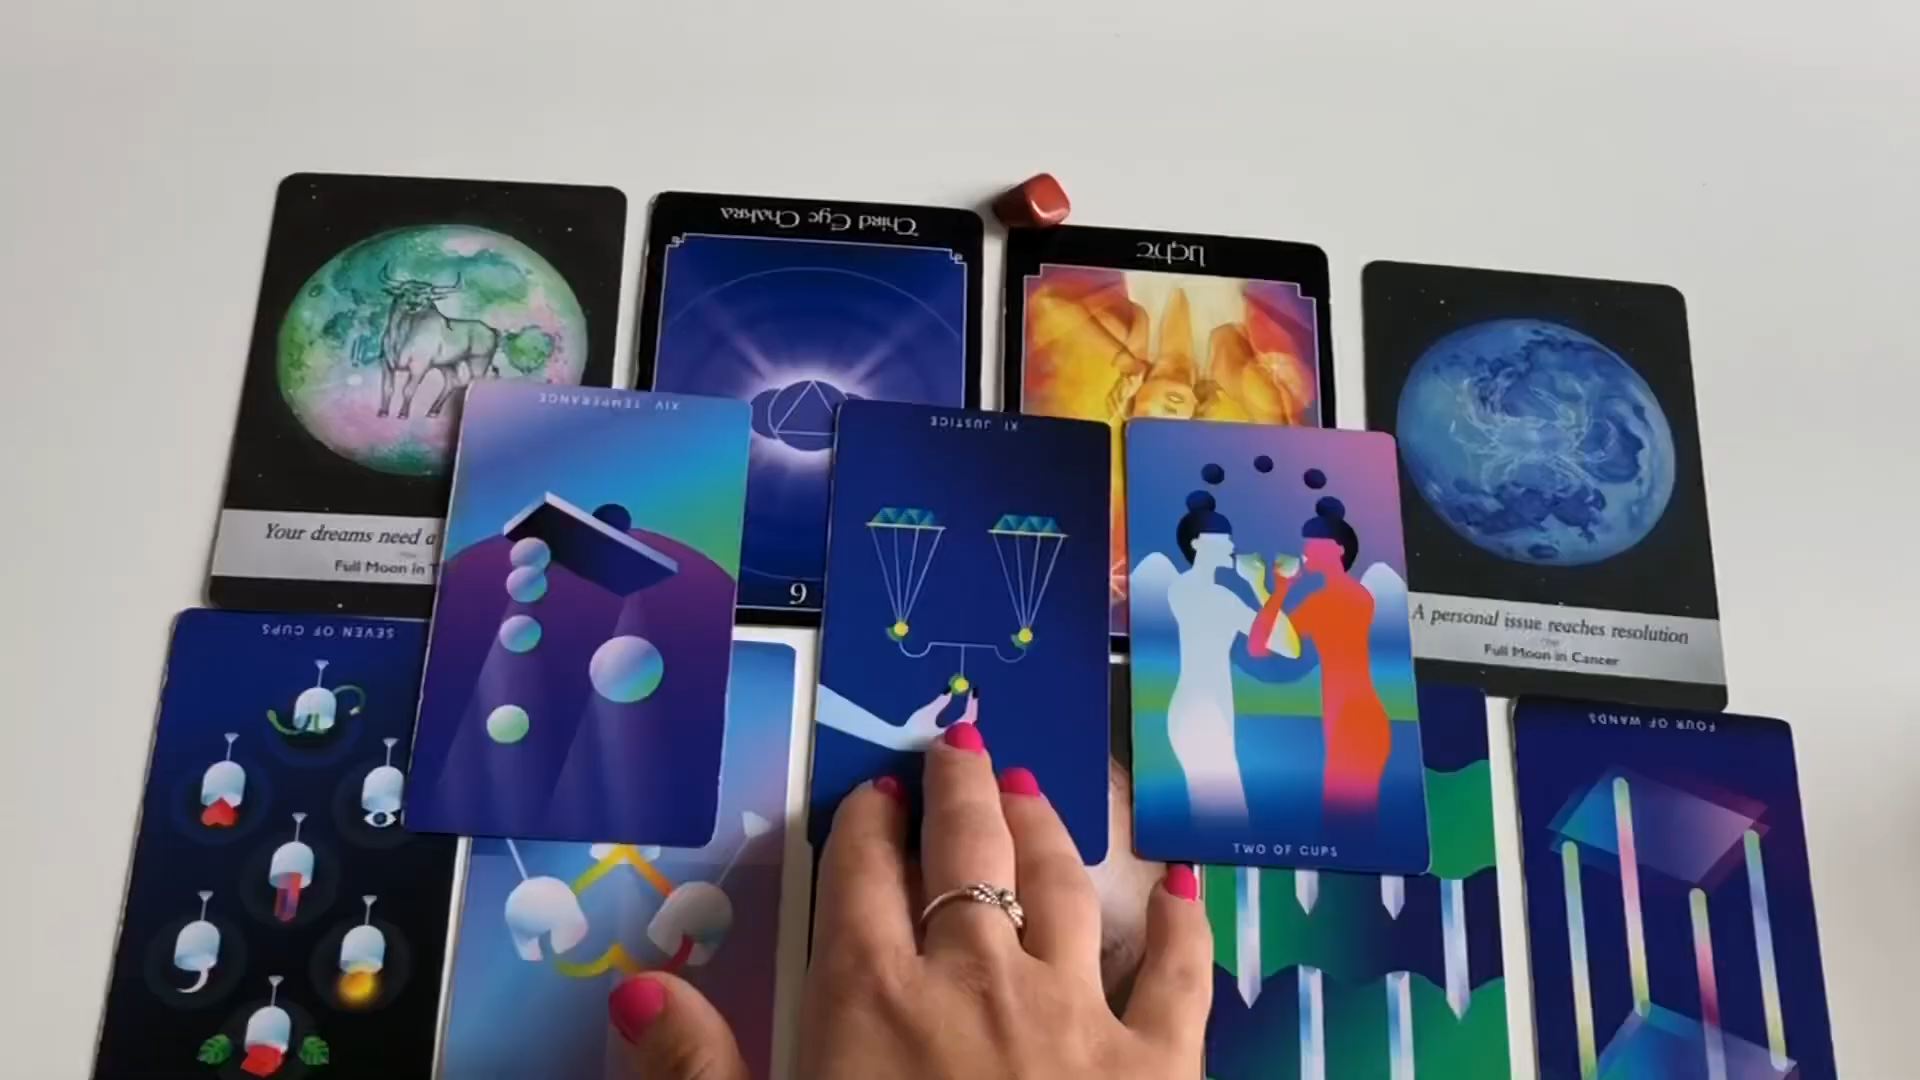 Third Eye Chakra
Light
XIV TEMPERANCE
XI JUSTICE
Your dreams need a
Full Moon in T
6
A personal issue reaches resolution
Full Moon in Cancer
SEVEN OF CUPS
FOUR OF WANDS
TWO OF CUPS